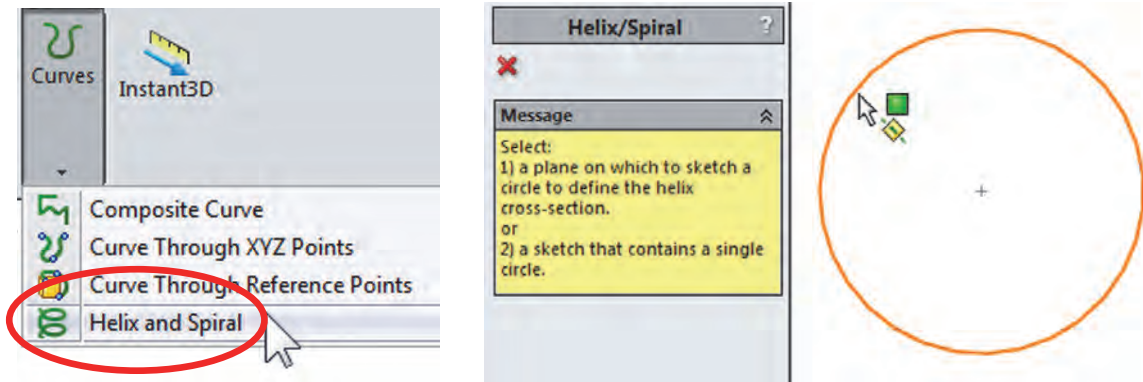 Curves
Instant3D
Composite Curve
Curve Through XYZ Points
Curve Through Reference Points
Helix and Spiral
Helix/Spiral ?
Message
Select:
1) a plane on which to sketch a
circle to define the helix
cross-section.
or
2) a sketch that contains a single
circle.